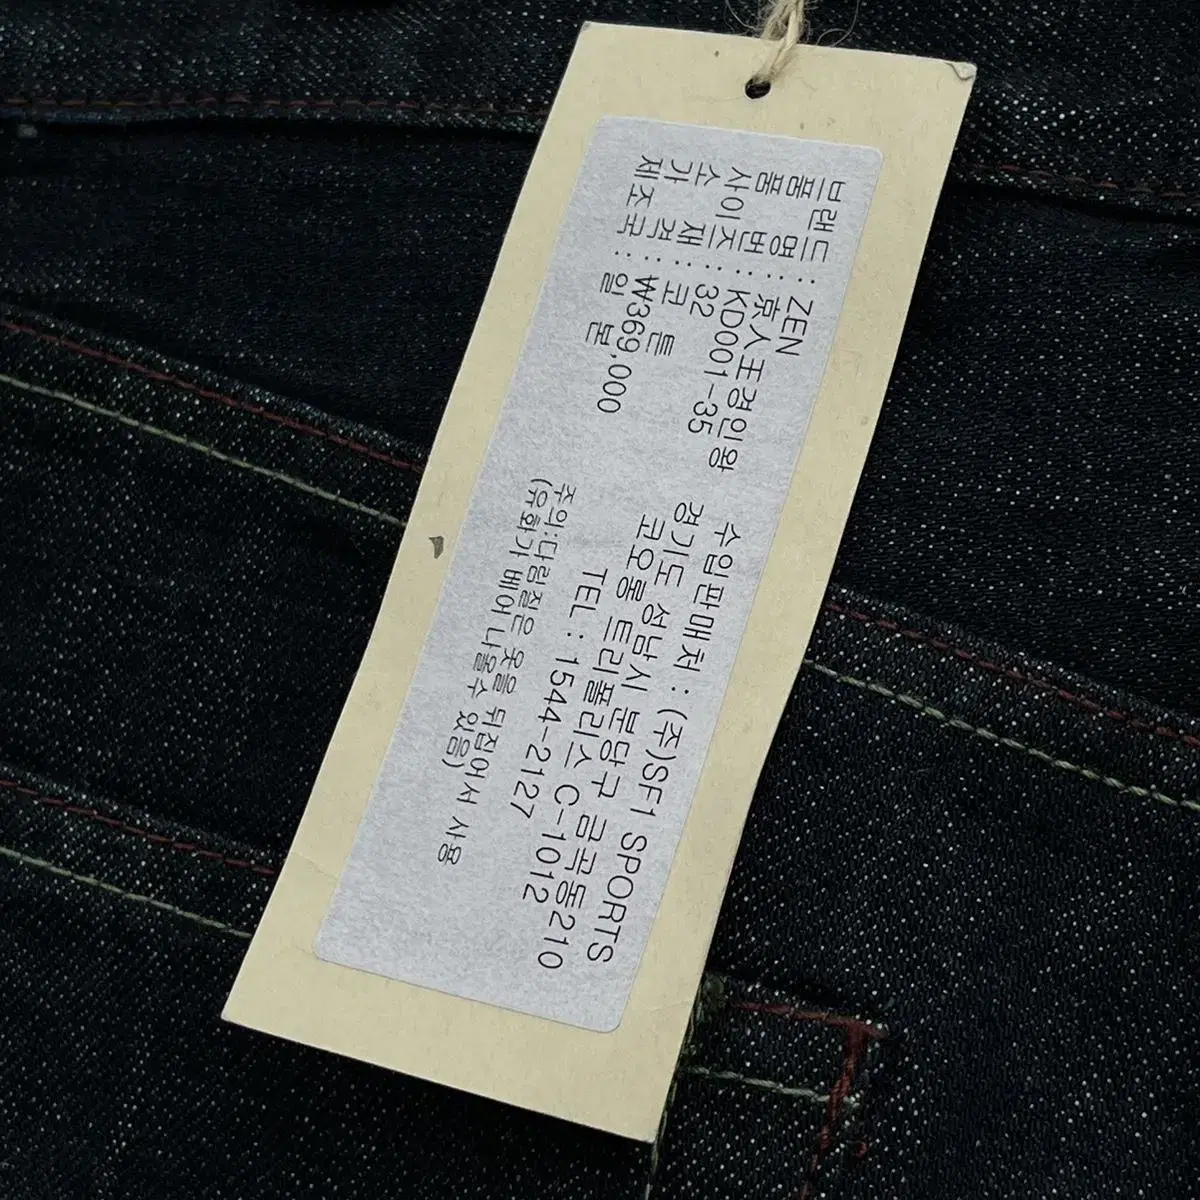 브랜드 : ZEN
품 명 : 京人王경인왕
품 번 : KD001-35
사이즈 : 32
소 재 : 코 튼
가 격 : ₩369,000
제조국 : 일 본
수입판매처 : (주)SF1 SPORTS
경기도 성남시 분당구 금곡동210
코오롱 트리폴리스 C-1012
TEL : 1544-2127
주의:다림질은 옷을 뒤집어서 사용
(유화가 베어 나올수 있음)